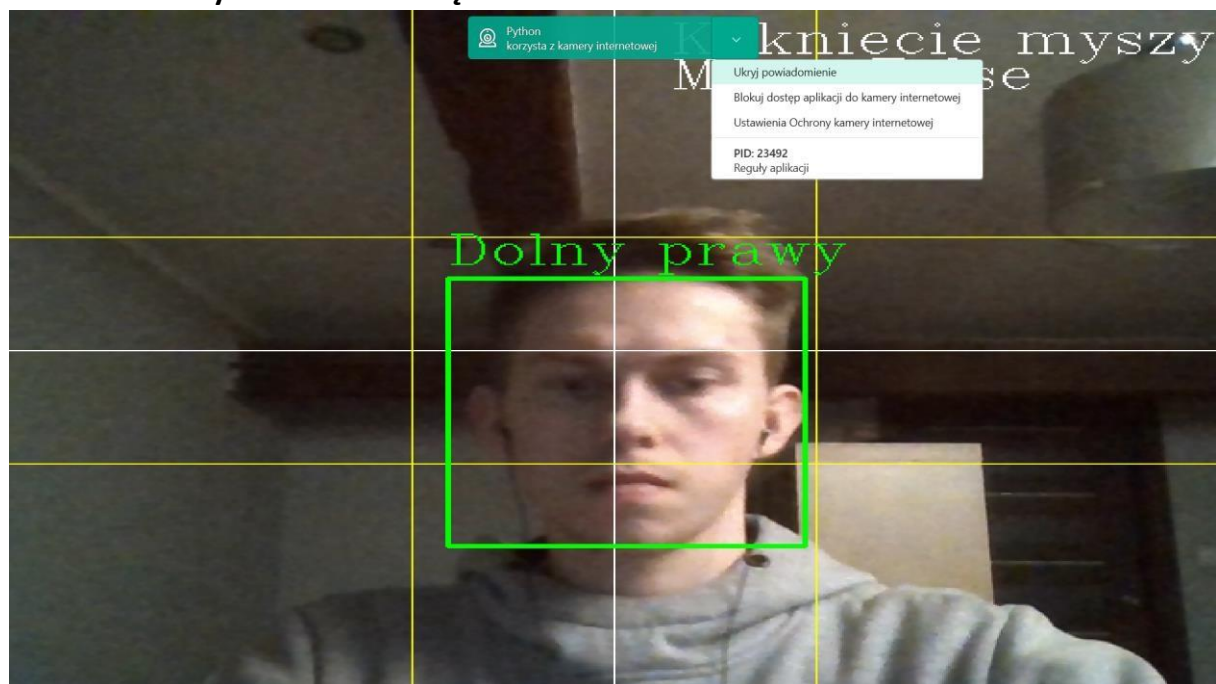 Python
korzysta z kamery internetowej
knięcie myszy
Ukryj powiadomienie
Blokuj dostęp aplikacji do kamery internetowej
Ustawienia Ochrony kamery internetowej
PID: 23492
Reguły aplikacji
Dolny prawy